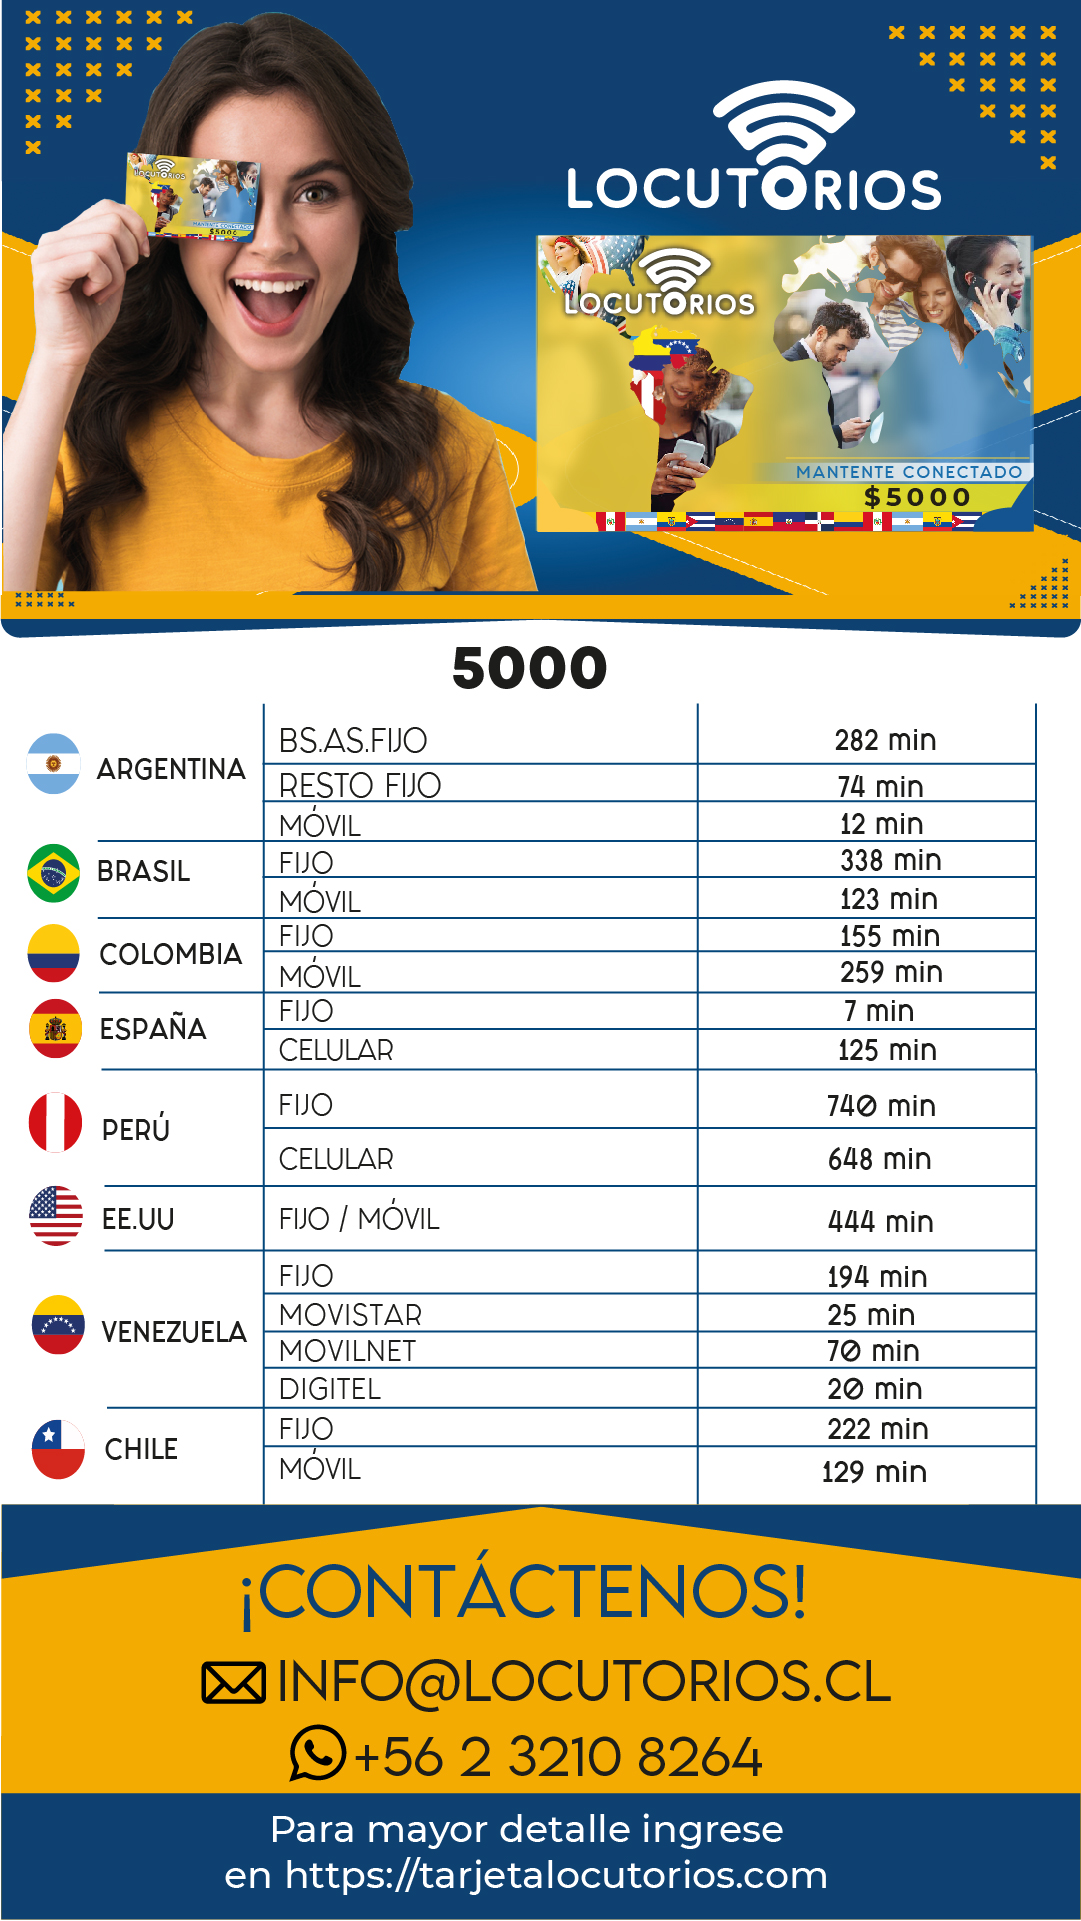 LOCUTORIOS
LOCUTORIOS
MANTENTE CONECTADO
$5000
LOCUTORIOS
MANTENTE CONECTADO
$5000
5000
ARGENTINA
BS.AS.FIJO 282 min
RESTO FIJO 74 min
MÓVIL 12 min
BRASIL
FIJO 338 min
MÓVIL 123 min
COLOMBIA
FIJO 155 min
MÓVIL 259 min
ESPAÑA
FIJO 7 min
CELULAR 125 min
PERÚ
FIJO 740 min
CELULAR 648 min
EE.UU FIJO / MÓVIL 444 min
VENEZUELA
FIJO 194 min
MOVISTAR 25 min
MOVILNET 70 min
DIGITEL 20 min
CHILE
FIJO 222 min
MÓVIL 129 min
¡CONTÁCTENOS!
INFO@LOCUTORIOS.CL
+56 2 3210 8264
Para mayor detalle ingrese
en https://tarjetalocutorios.com